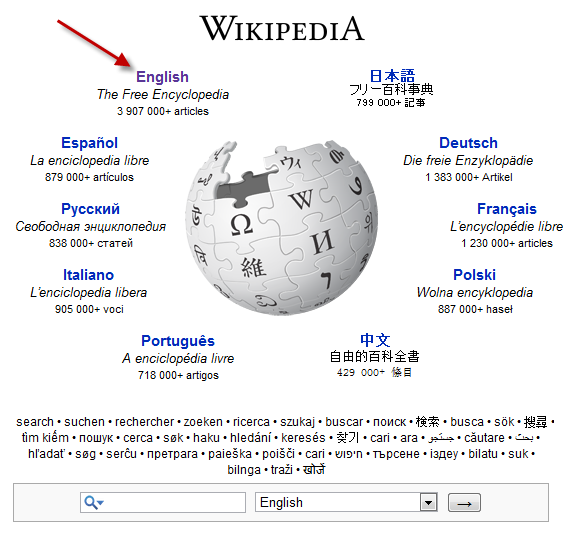 WIKIPEDIA
English
The Free Encyclopedia
3 907 000+ articles
日本語
フリー百科事典
799 000+ 記事
Español
La enciclopedia libre
879 000+ artículos
Deutsch
Die freie Enzyklopädie
1 383 000+ Artikel
Русский
Свободная энциклопедия
838 000+ статей
Français
L'encyclopédie libre
1 230 000+ articles
Italiano
L'enciclopedia libera
905 000+ voci
Polski
Wolna encyklopedia
887 000+ haseł
Português
A enciclopédia livre
718 000+ artigos
中文
自由的百科全書
429 000+ 條目
Ω W И 維 ウィ
search • suchen • rechercher • zoeken • ricerca • szukaj • buscar • поиск • 検索 • busca • sök • 搜尋 •
tìm kiếm • пошук • cerca • søk • haku • hledání • keresés • 찾기 • cari • ara • جستجو • căutare • بحث •
hľadať • søg • serĉu • претрага • paieška • poišči • cari • חיפוש • търсене • іздеу • bilatu • suk •
bilnga • traži • खोजें
English →